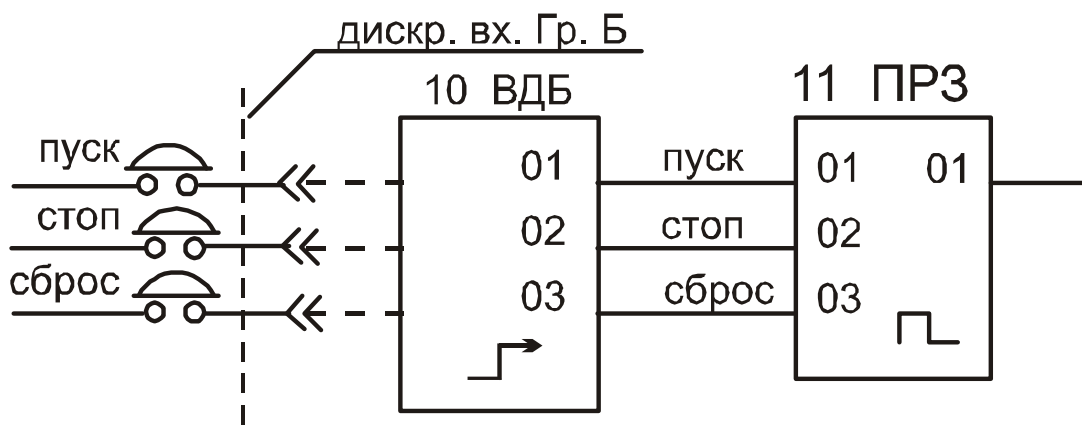 дискр. вх. Гр. Б
10 ВДБ
11 ПРЗ
пуск
01
пуск
01
01
стоп
02
стоп
02
сброс
03
сброс
03